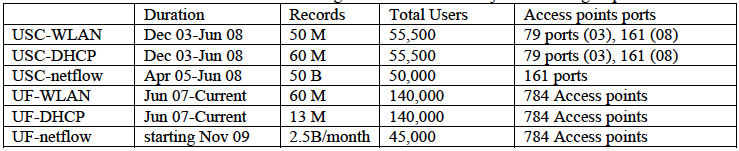 Duration Records Total Users Access points ports
USC-WLAN Dec 03-Jun 08 50 M 55,500 79 ports (03), 161 (08)
USC-DHCP Dec 03-Jun 08 60 M 55,500 79 ports (03), 161 (08)
USC-netflow Apr 05-Jun 08 50 B 50,000 161 ports
UF-WLAN Jun 07-Current 60 M 140,000 784 Access points
UF-DHCP Jun 07-Current 13 M 140,000 784 Access points
UF-netflow starting Nov 09 2.5B/month 45,000 784 Access points